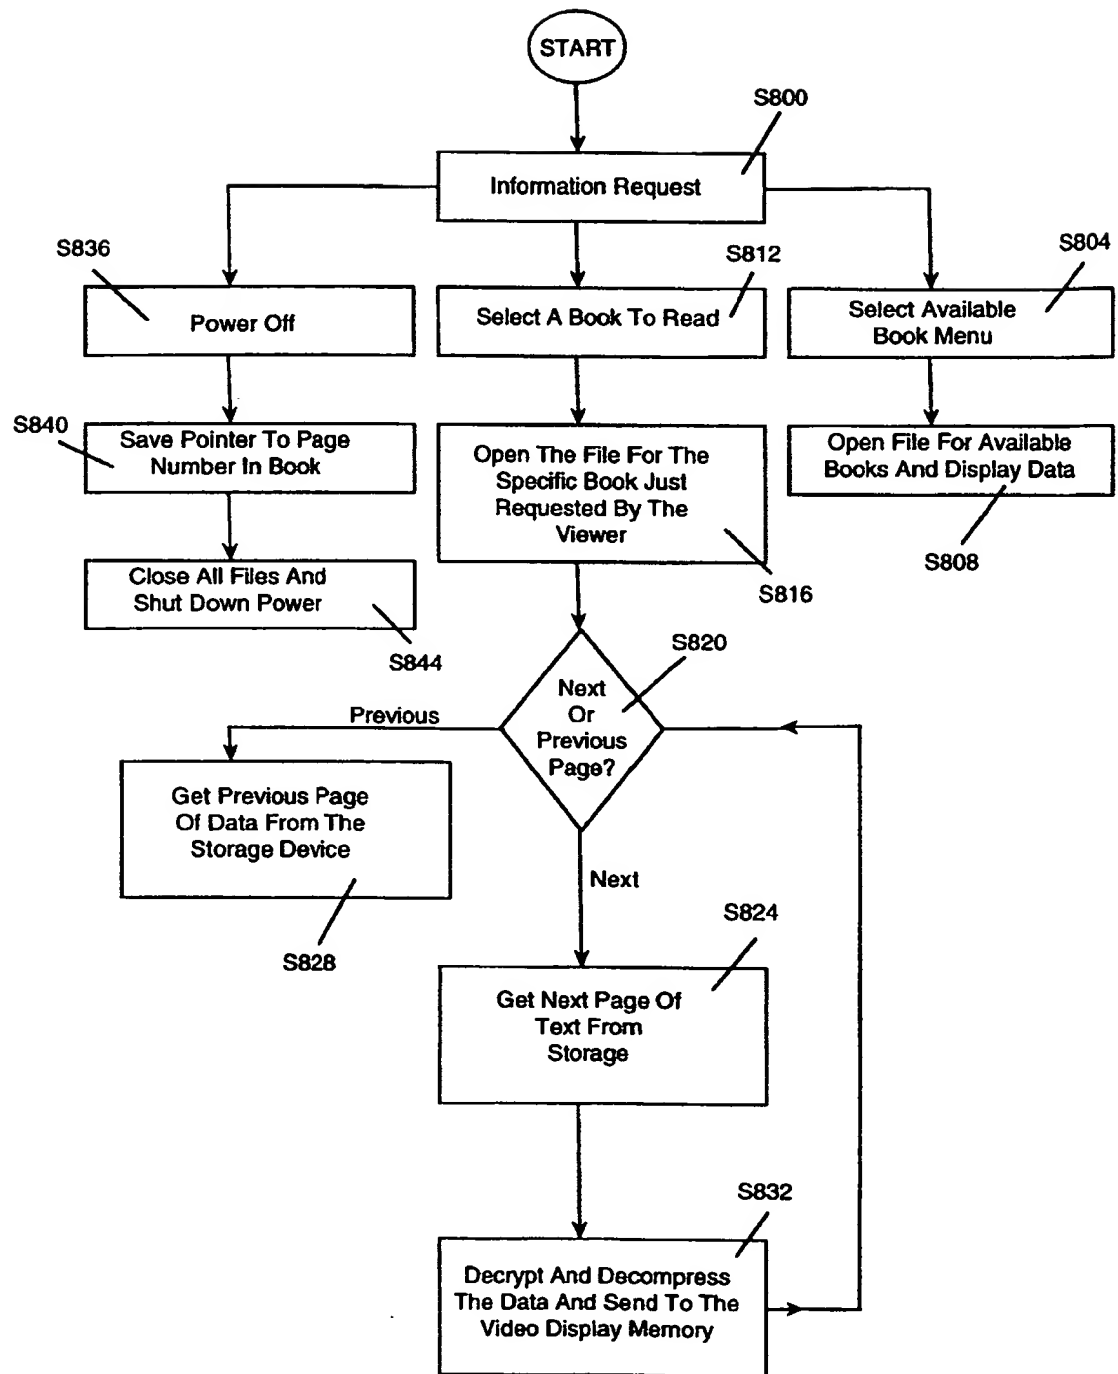 START
S800
Information Request
S836
S812
S804
Power Off
Select A Book To Read
Select Available
Book Menu
S840
Save Pointer To Page
Number In Book
Open The File For The
Specific Book Just
Requested By The
Viewer
Open File For Available
Books And Display Data
S808
S816
Close All Files And
Shut Down Power
S844
S820
Next
Or
Previous
Page?
Previous
Get Previous Page
Of Data From The
Storage Device
S828
Next
S824
Get Next Page Of
Text From
Storage
S832
Decrypt And Decompress
The Data And Send To The
Video Display Memory